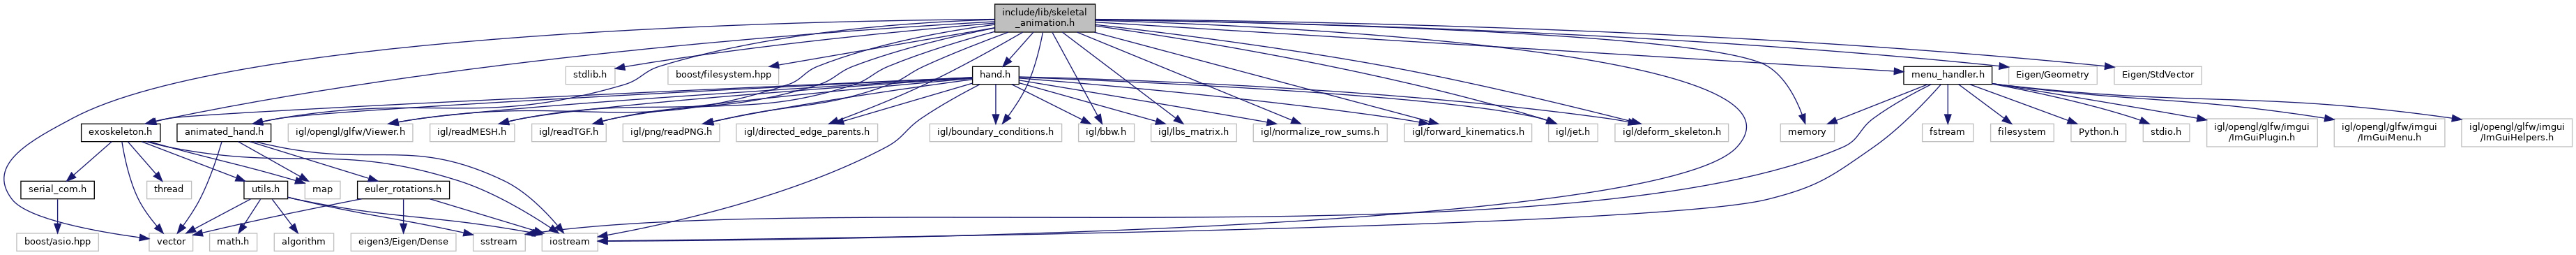 include/lib/skeletal
_animation.h
stdlib.h
boost/filesystem.hpp
hand.h
menu_handler.h
Eigen/Geometry
Eigen/StdVector
exoskeleton.h
animated_hand.h
igl/opengl/glfw/Viewer.h
igl/readMESH.h
igl/readTGF.h
igl/png/readPNG.h
igl/directed_edge_parents.h
igl/boundary_conditions.h
igl/bbw.h
igl/lbs_matrix.h
igl/normalize_row_sums.h
igl/forward_kinematics.h
igl/jet.h
igl/deform_skeleton.h
memory
fstream
filesystem
Python.h
stdio.h
igl/opengl/glfw/imgui
/ImGuiPlugin.h
igl/opengl/glfw/imgui
/ImGuiMenu.h
igl/opengl/glfw/imgui
/ImGuiHelpers.h
serial_com.h
thread
utils.h
map
euler_rotations.h
boost/asio.hpp
vector
math.h
algorithm
eigen3/Eigen/Dense
sstream
iostream